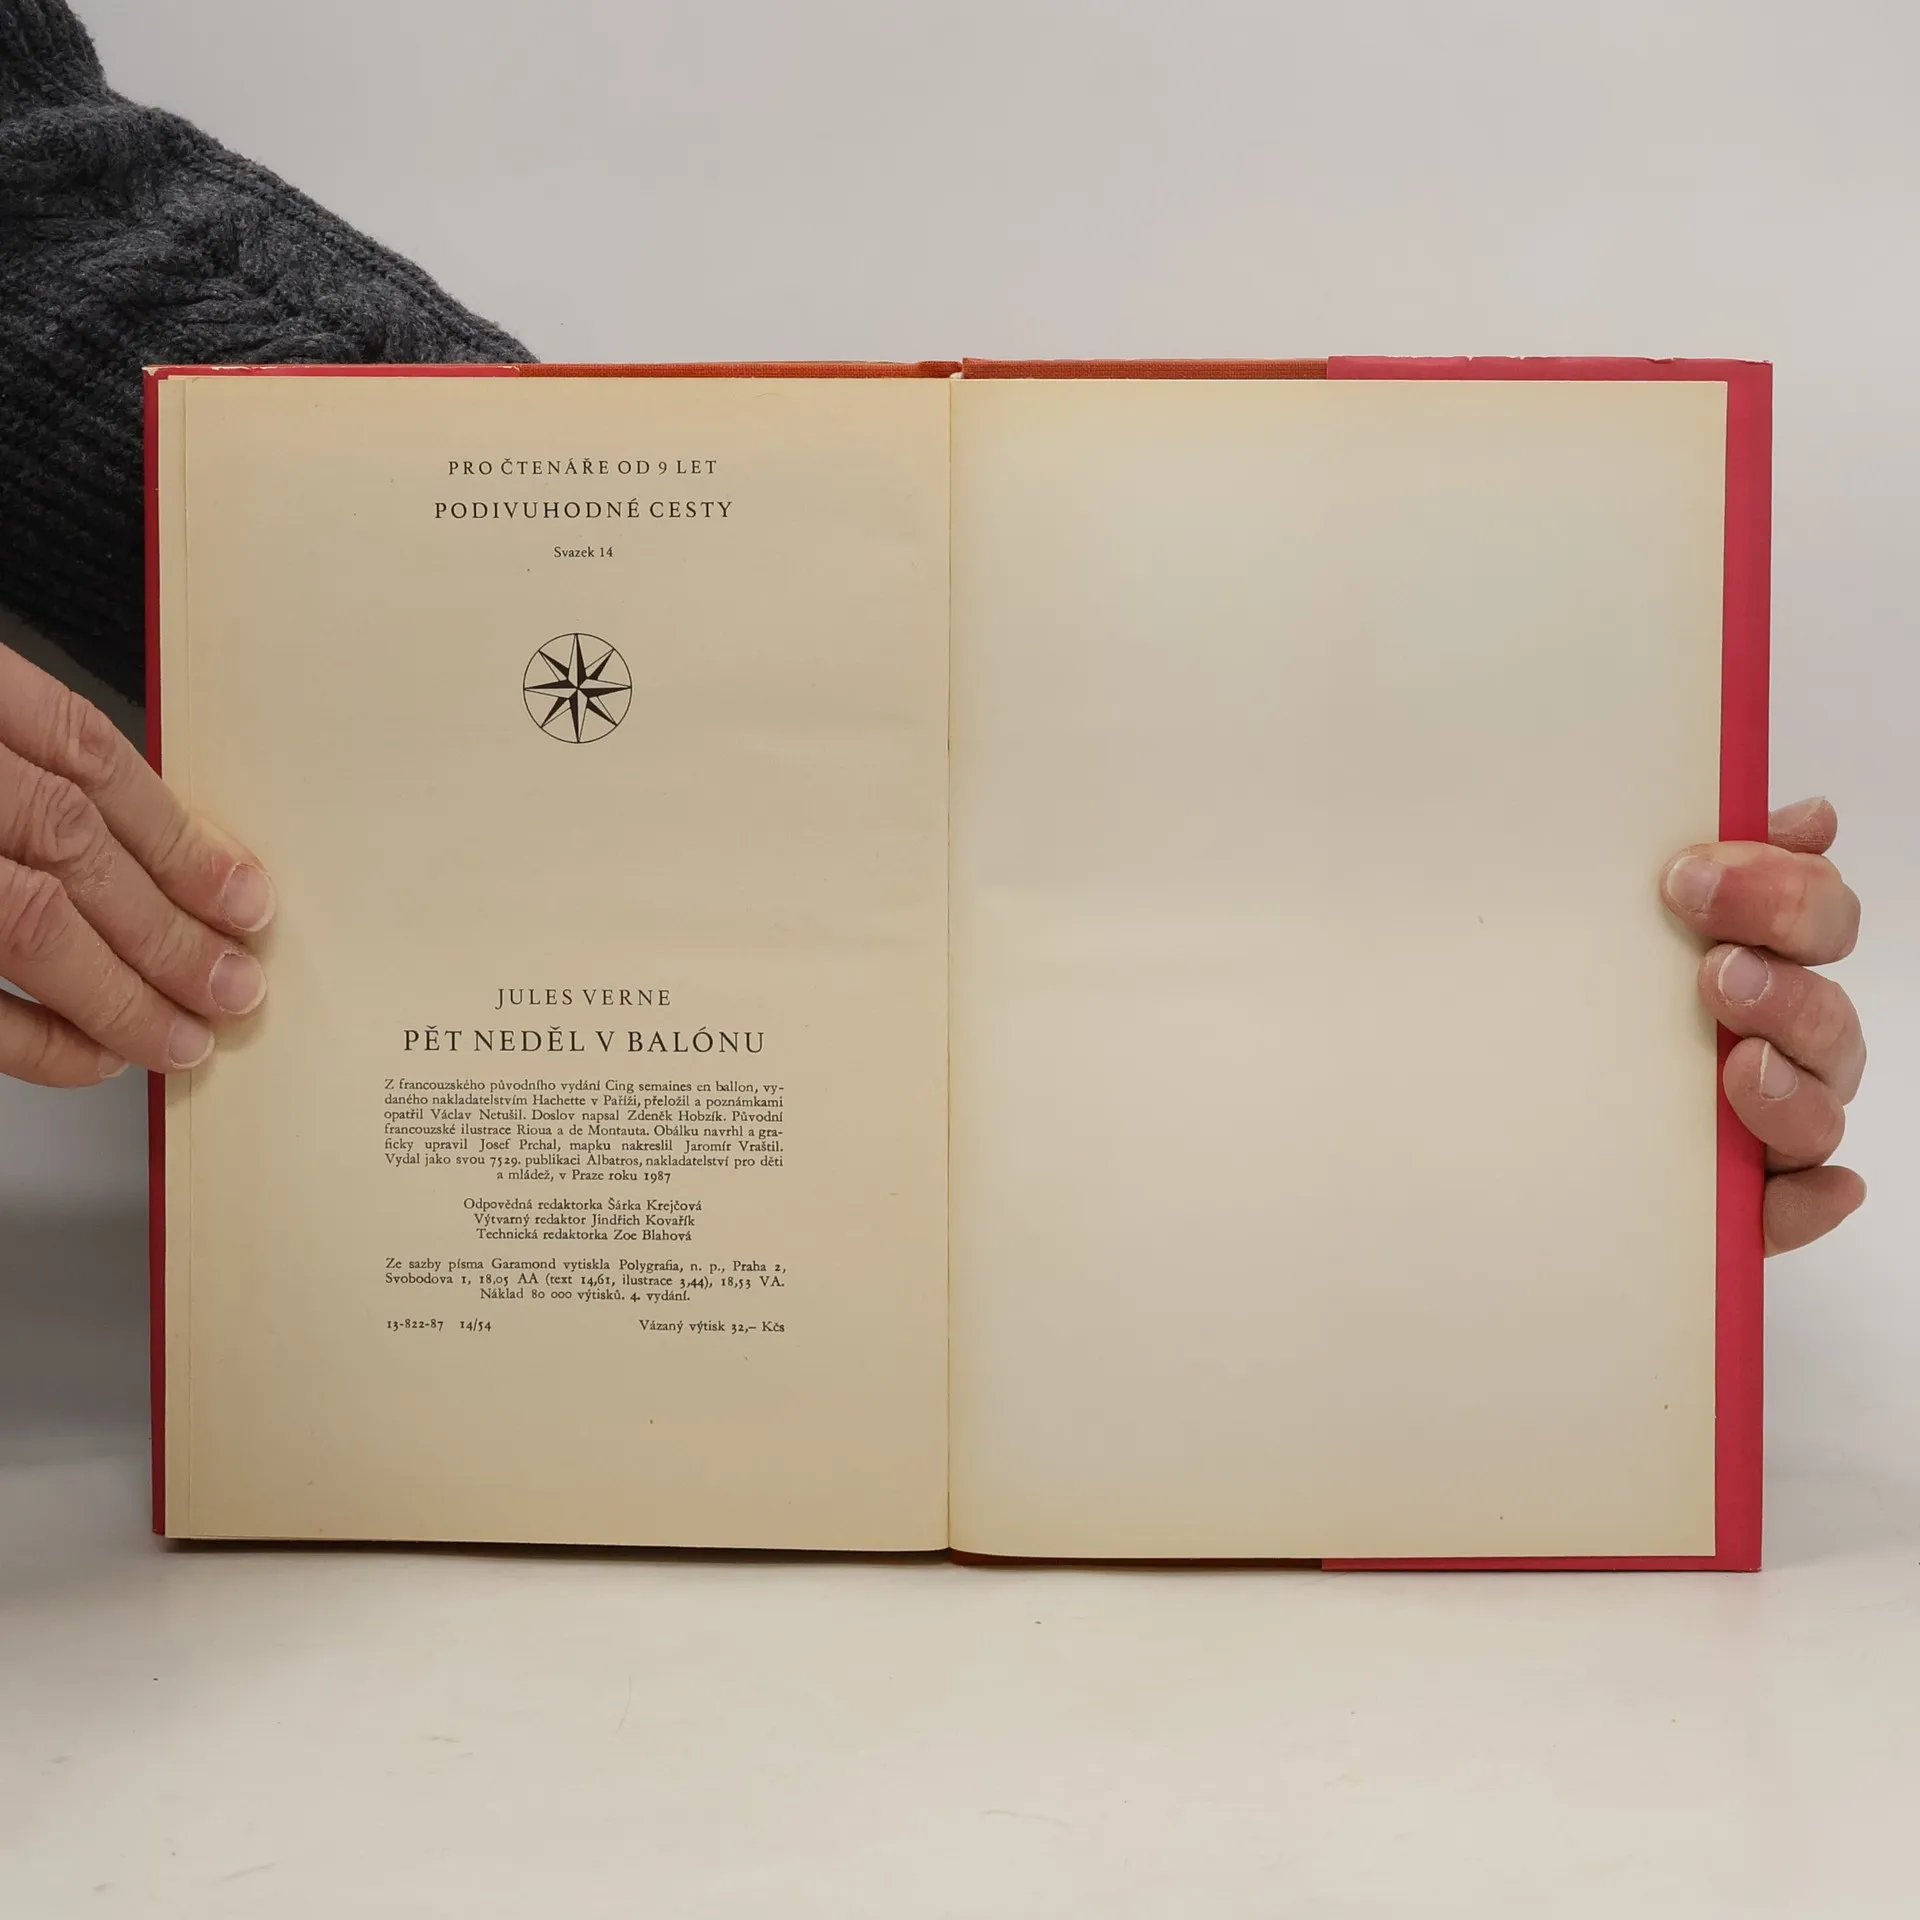 PRO ČTENÁŘE OD 9 LET
PODIVUHODNÉ CESTY
Svazek 14
JULES VERNE
PĚT NEDĚL V BALÓNU
Z francouzského původního vydání Cing semaines en ballon, vy-
daného nakladatelstvím Hachette v Paříži, přeložil a poznámkami
opatřil Václav Netušil. Doslov napsal Zdeněk Hobzík. Původní
francouzské ilustrace Rioua a de Montauta. Obálku navrhl a gra-
ficky upravil Josef Prchal, mapku nakreslil Jaromír Vraštil.
Vydal jako svou 7529. publikaci Albatros, nakladatelství pro děti
a mládež, v Praze roku 1987
Odpovědná redaktorka Šárka Krejčová
Výtvarný redaktor Jindřich Kovařík
Technická redaktorka Zoe Blahová
Ze sazby písma Garamond vytiskla Polygrafia, n. p., Praha 2,
Svobodova 1, 18,05 AA (text 14,61, ilustrace 3,44), 18,53 VA.
Náklad 80 000 výtisků. 4. vydání.
13-822-87 14/54 Vázaný výtisk 32,– Kčs